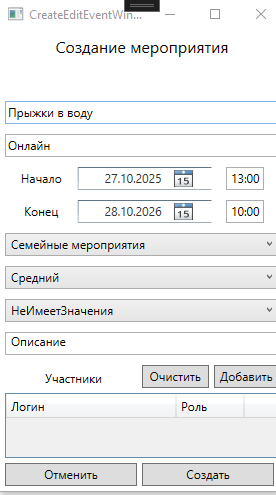 CreateEditEventWin...
Создание мероприятия
Прыжки в воду
Онлайн
Начало 27.10.2025 15 13:00
Конец 28.10.2026 15 10:00
Семейные мероприятия
Средний
НеИмеетЗначения
Описание
Участники Очистить Добавить
Логин Роль
Отменить Создать